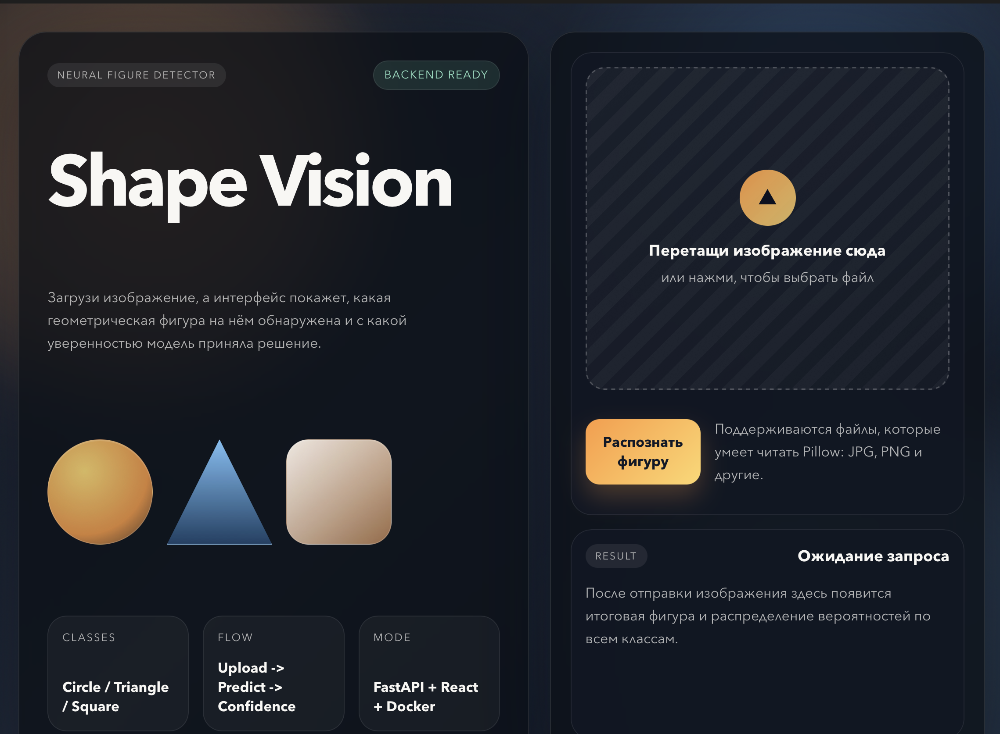 NEURAL FIGURE DETECTOR
BACKEND READY
Shape Vision
Загрузи изображение, а интерфейс покажет, какая
геометрическая фигура на нём обнаружена и с какой
уверенностью модель приняла решение.
CLASSES
Circle / Triangle
/ Square
FLOW
Upload ->
Predict ->
Confidence
MODE
FastAPI + React
+ Docker
Перетащи изображение сюда
или нажми, чтобы выбрать файл
Распознать
фигуру
Поддерживаются файлы, которые
умеет читать Pillow: JPG, PNG и
другие.
RESULT
Ожидание запроса
После отправки изображения здесь появится
итоговая фигура и распределение вероятностей по
всем классам.